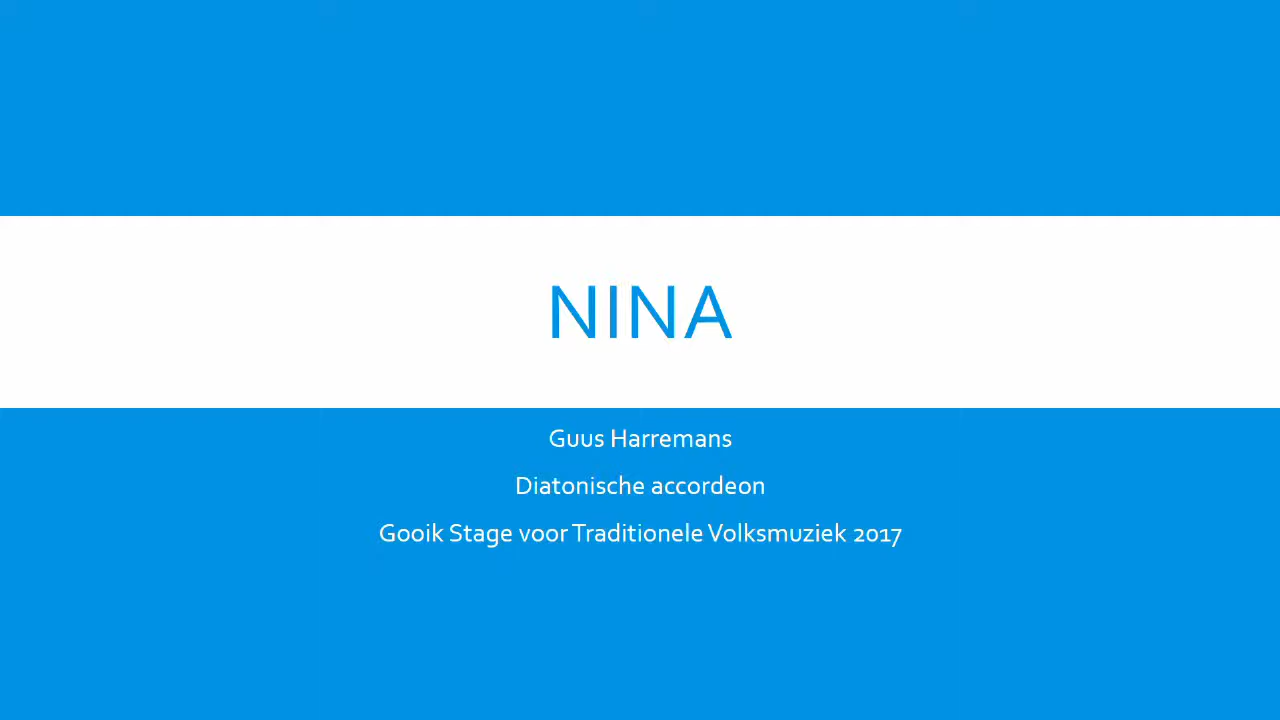 NINA
Guus Harremans
Diatonische accordeon
Gooik Stage voor Traditionele Volksmuziek 2017